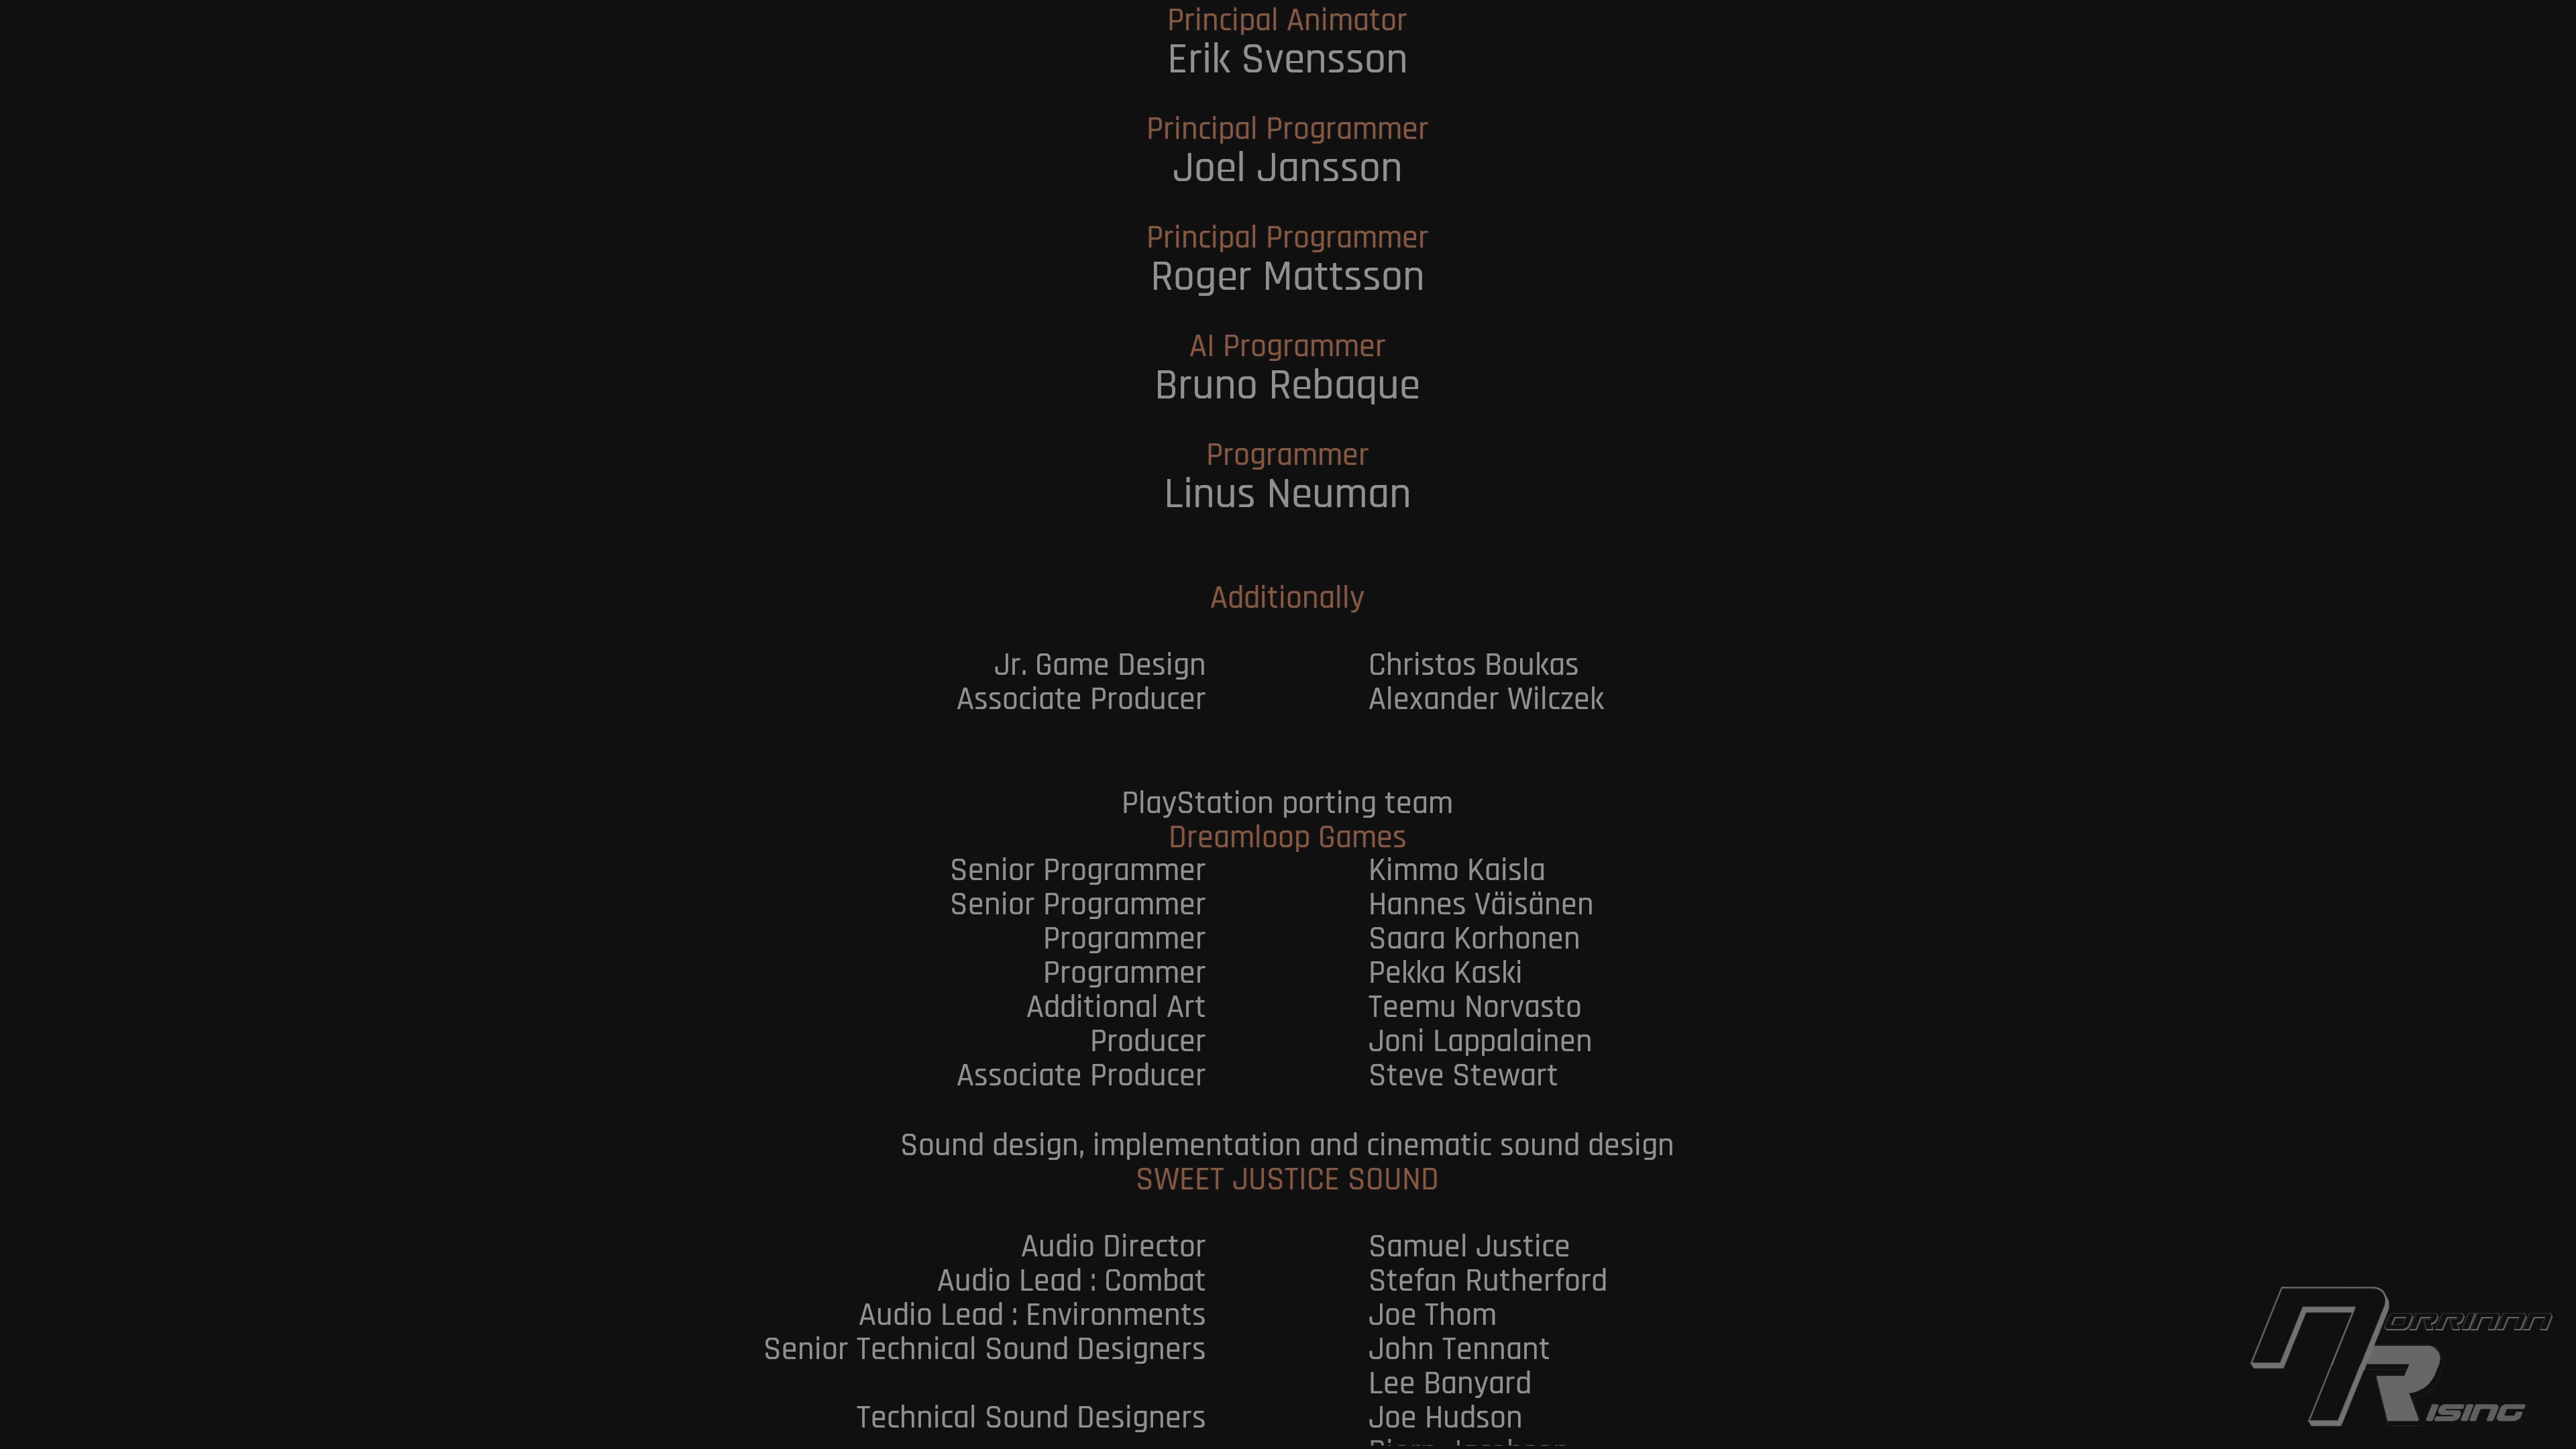 Principal Animator
Erik Svensson
Principal Programmer
Joel Jansson
Principal Programmer
Roger Mattsson
AI Programmer
Bruno Rebaque
Programmer
Linus Neuman
Additionally
Jr. Game Design Christos Boukas
Associate Producer Alexander Wilczek
PlayStation porting team
Dreamloop Games
Senior Programmer Kimmo Kaisla
Senior Programmer Hannes Väisänen
Programmer Saara Korhonen
Programmer Pekka Kaski
Additional Art Teemu Norvasto
Producer Joni Lappalainen
Associate Producer Steve Stewart
Sound design, implementation and cinematic sound design
SWEET JUSTICE SOUND
Audio Director Samuel Justice
Audio Lead : Combat Stefan Rutherford
Audio Lead : Environments Joe Thom
Senior Technical Sound Designers John Tennant
Lee Banyard
Technical Sound Designers Joe Hudson